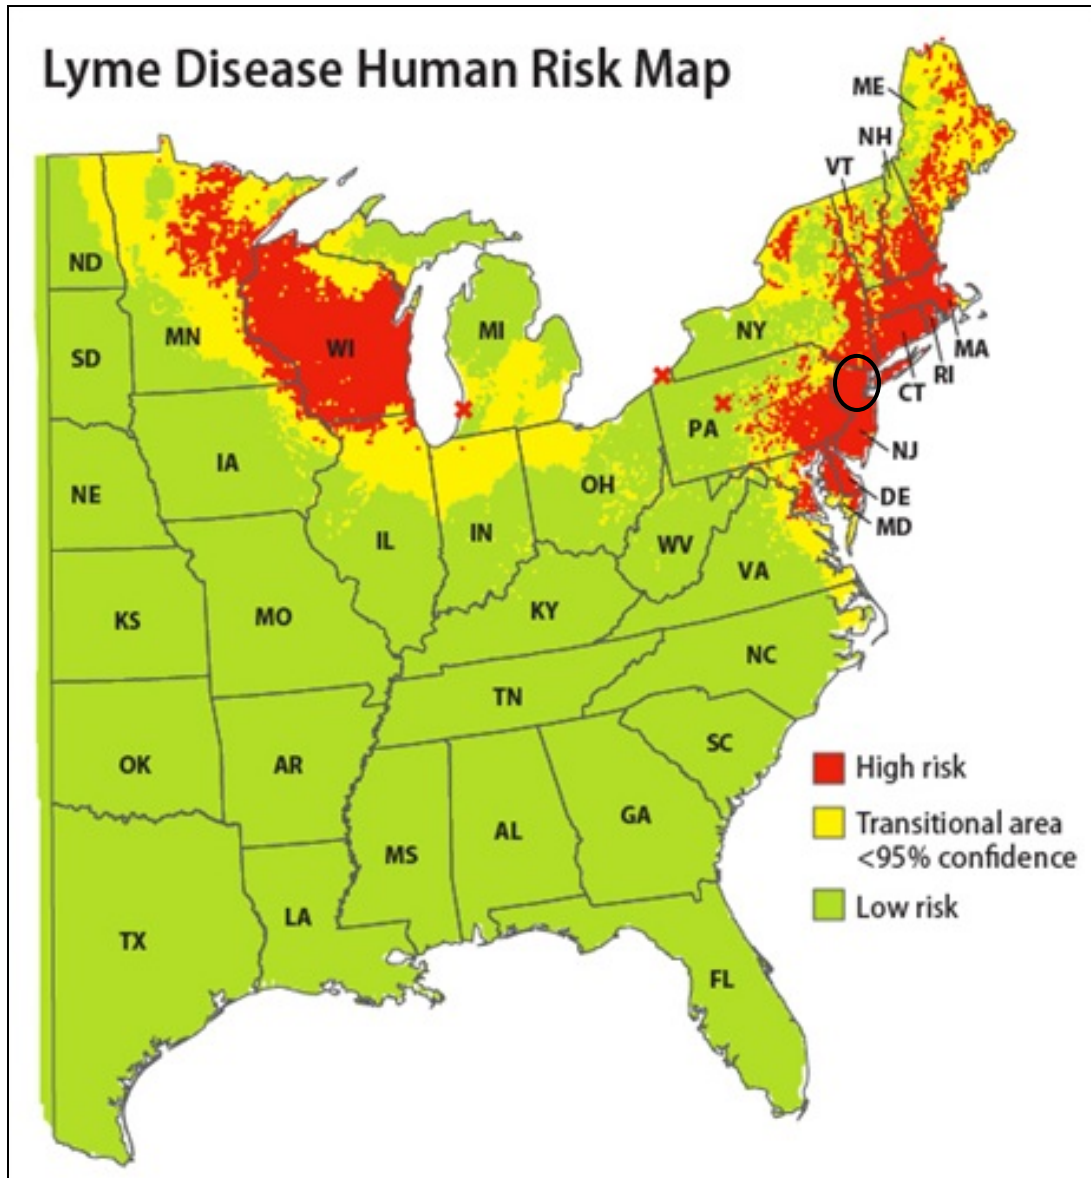 Lyme Disease Human Risk Map
ME
NH
VT
ND
MN
SD
WI
MI
NY
MA
RI
CT
PA
NJ
IA
NE
OH
DE
MD
IL
IN
WV
VA
KS
MO
KY
NC
TN
OK
AR
SC
High risk
Transitional area
<95% confidence
Low risk
MS
AL
GA
LA
TX
FL